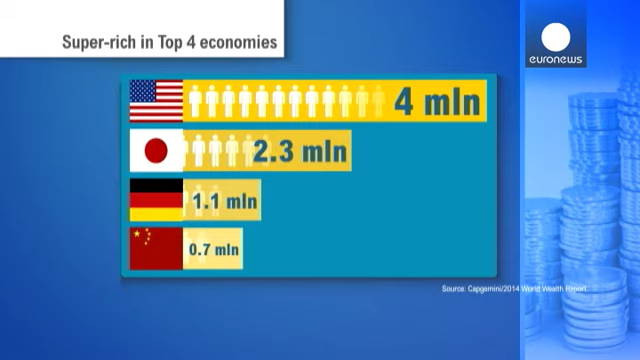 Super-rich in Top 4 economies
euronews
4 mln
2.3 mln
1.1 mln
0.7 mln
Source: Capgemini/2014 World Wealth Report